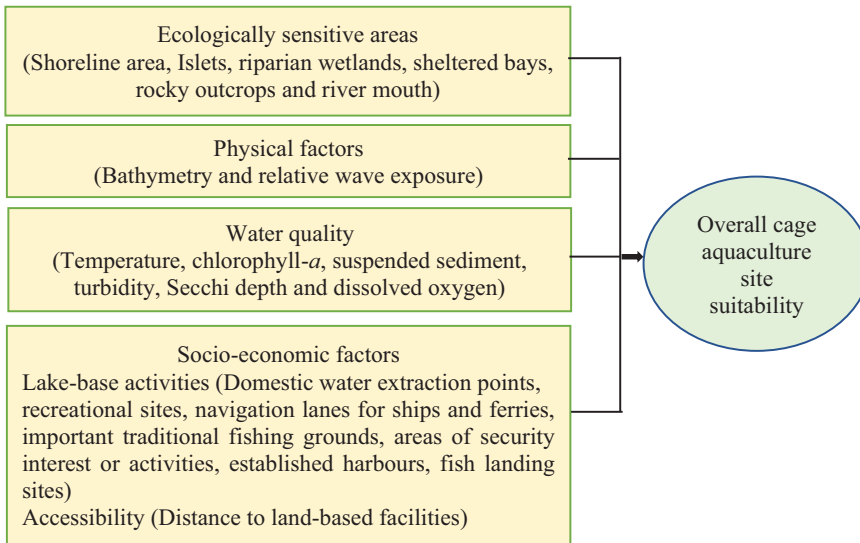 Ecologically sensitive areas
(Shoreline area, Islets, riparian wetlands, sheltered bays,
rocky outcrops and river mouth)
Physical factors
(Bathymetry and relative wave exposure)
Water quality
(Temperature, chlorophyll-a, suspended sediment,
turbidity, Secchi depth and dissolved oxygen)
Socio-economic factors
Lake-base activities (Domestic water extraction points,
recreational sites, navigation lanes for ships and ferries,
important traditional fishing grounds, areas of security
interest or activities, established harbours, fish landing
sites)
Accessibility (Distance to land-based facilities)
Overall cage
aquaculture
site
suitability